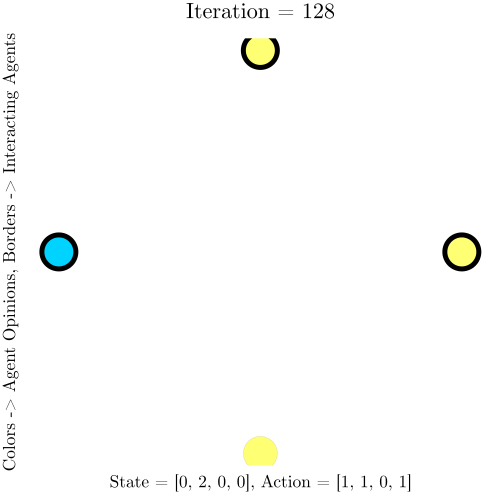 Iteration = 128
Colors -> Agent Opinions, Borders -> Interacting Agents
State = [0, 2, 0, 0], Action = [1, 1, 0, 1]